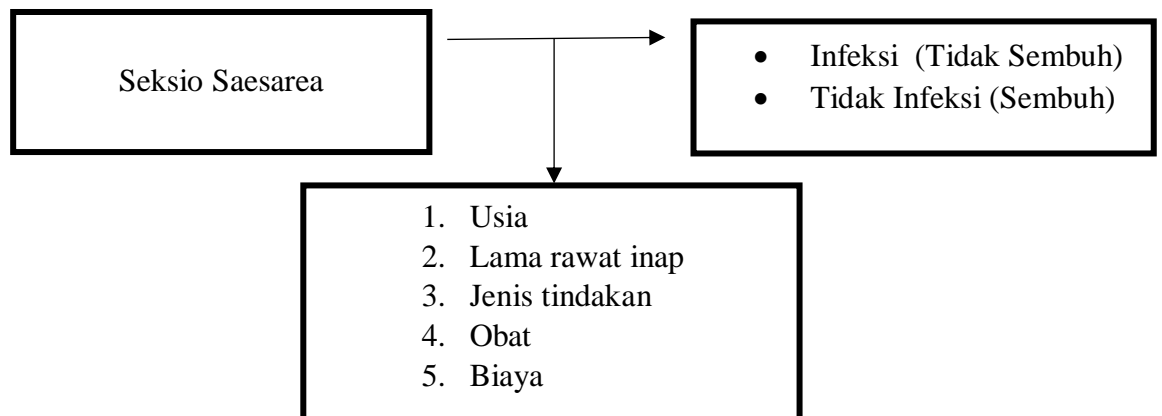 Seksio Saesarea
• Infeksi (Tidak Sembuh)
• Tidak Infeksi (Sembuh)
1. Usia
2. Lama rawat inap
3. Jenis tindakan
4. Obat
5. Biaya